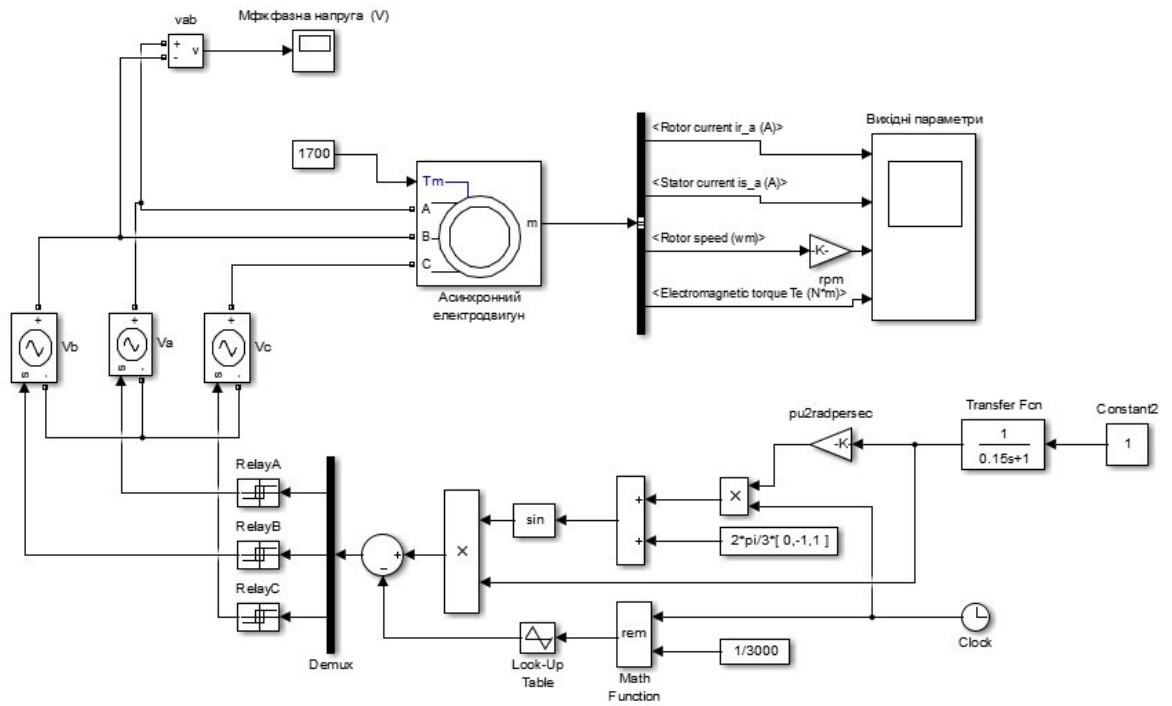 vab
Мфжфазна напруга (V)
+
-
v
1700
Tm
A
B
C
m
Асинхронний
електродвигун
<Rotor current ir_a (A)>
<Stator current is_a (A)>
<Rotor speed (wm)>
<Electromagnetic torque Te (N*m)>
-K-
rpm
Вихідні параметри
+
s
-
Vb
+
s
-
Va
+
s
-
Vc
RelayA
RelayB
RelayC
Demux
+
-
×
sin
+
+
×
2*pi/3*[ 0,-1,1 ]
pu2radpersec
-K-
Transfer Fcn
1
0.15s+1
Constant2
1
Look-Up
Table
rem
Math
Function
1/3000
Clock